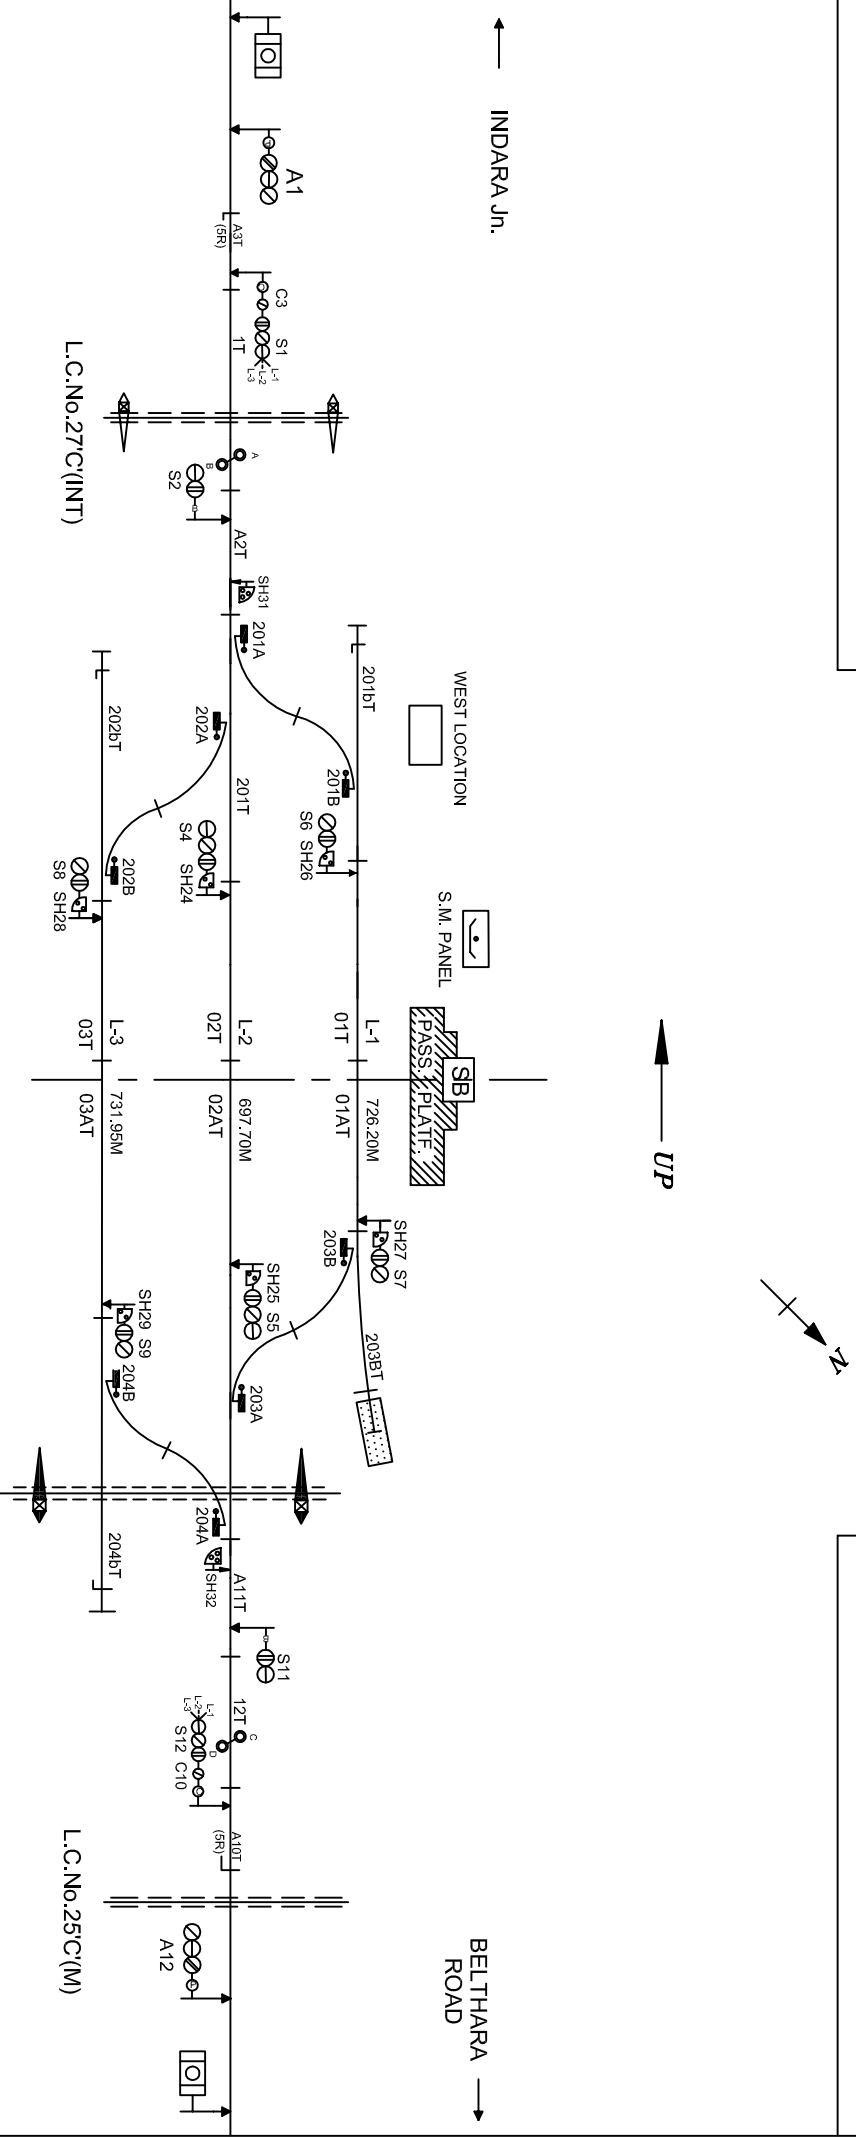 INDARA Jn.
A1
A3T
(5R)
C3
S1
1T
L-1
L-2
L-3
L.C.No.27'C'(INT)
A
B
S2
A2T
SH31
201A
201bT
WEST LOCATION
202bT
202A
201T
201B
S6 SH26
S4 SH24
202B
S8 SH28
S.M. PANEL
L-1
01T
L-2
02T
L-3
03T
SB
PASS. PLATF.
726.20M
01AT
697.70M
02AT
731.95M
03AT
UP
N
SH27 S7
203B
SH25 S5
203BT
203A
SH29 S9
204B
204A
204bT
SH32
A11T
S11
12T
C
D
L-1
L-2
L-3
S12 C10
A10T
(5R)
L.C.No.25'C'(M)
A12
BELTHARA
ROAD